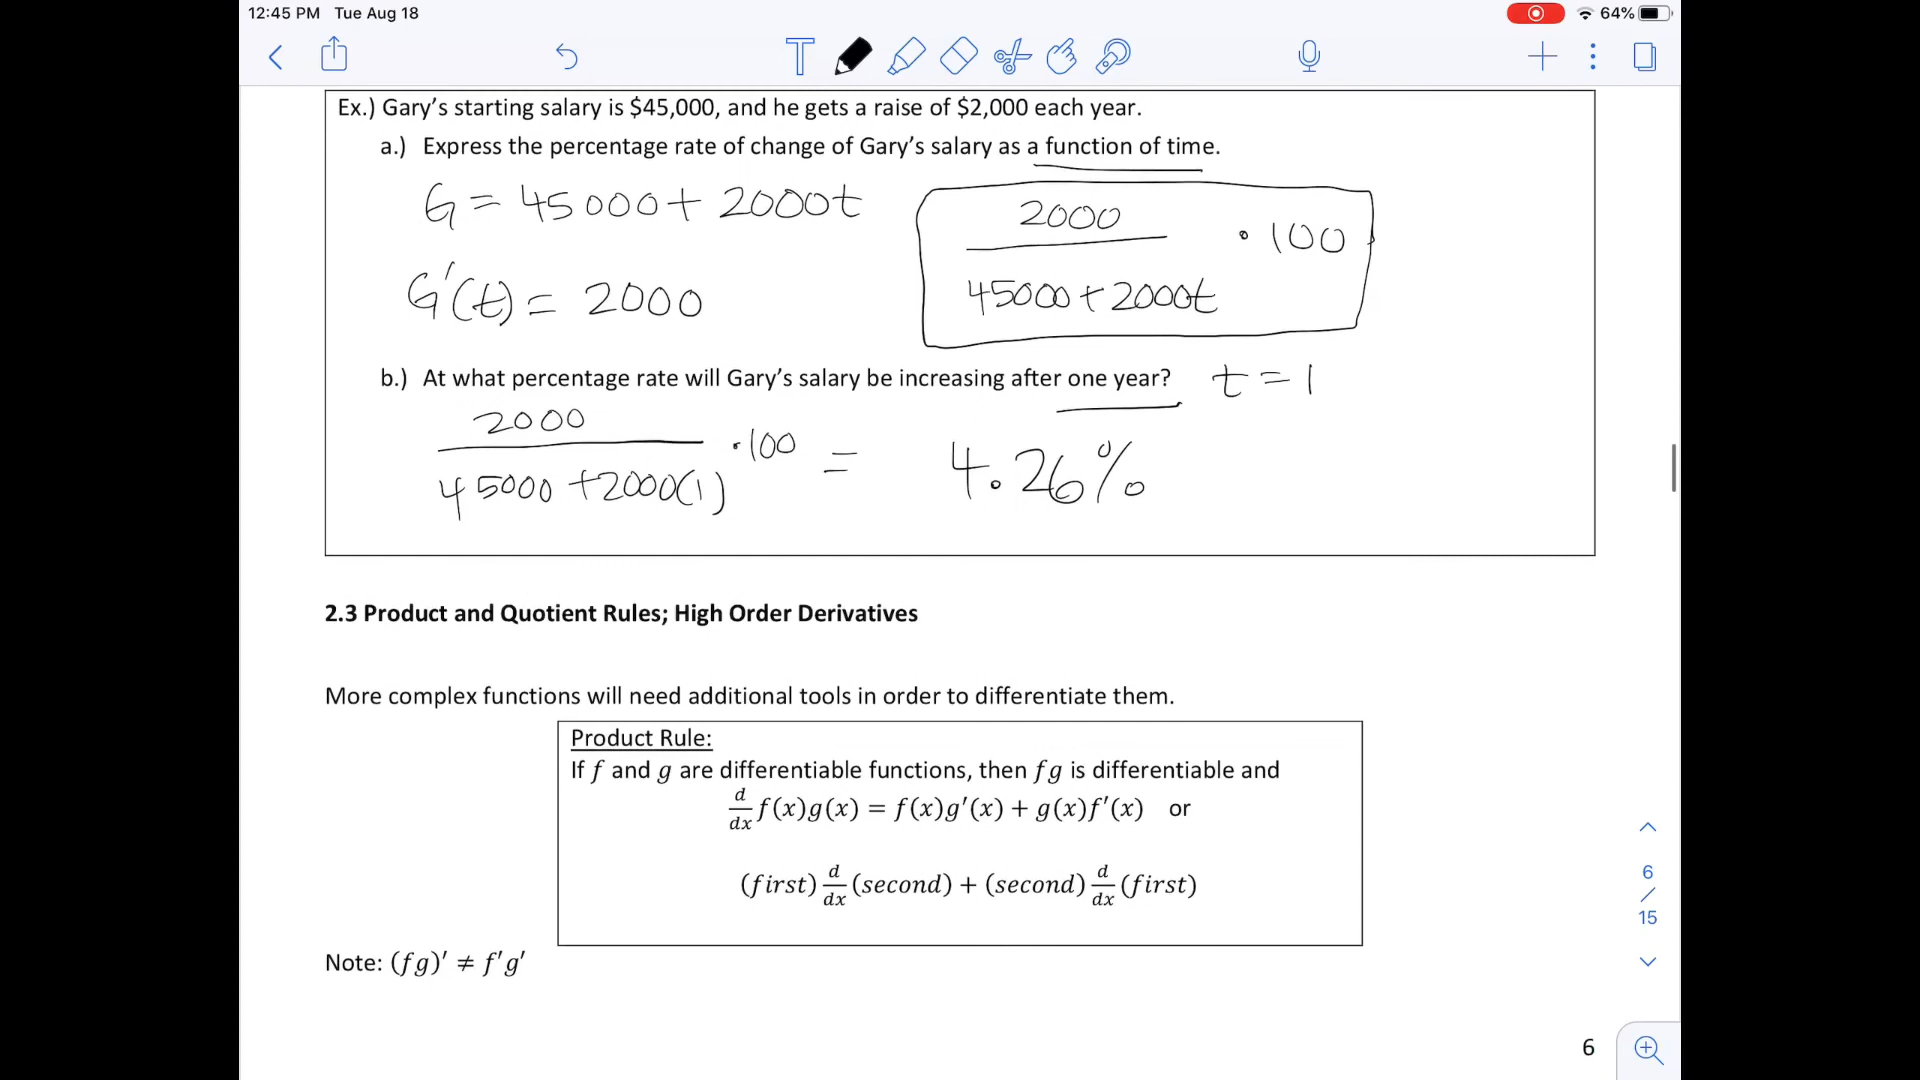 12:45 PM Tue Aug 18
64%
Ex.) Gary's starting salary is $45,000, and he gets a raise of $2,000 each year.
a.) Express the percentage rate of change of Gary's salary as a function of time.
G = 45000 + 2000t
2000
45000 + 2000t
• 100
G'(t) = 2000
b.) At what percentage rate will Gary's salary be increasing after one year? t = 1
2000
45000 + 2000(1)
• 100 = 4.26%
2.3 Product and Quotient Rules; High Order Derivatives
More complex functions will need additional tools in order to differentiate them.
Product Rule:
If f and g are differentiable functions, then fg is differentiable and
d/dx f(x)g(x) = f(x)g'(x) + g(x)f'(x) or
(first) d/dx (second) + (second) d/dx (first)
Note: (fg)' ≠ f'g'
6
/
15
6